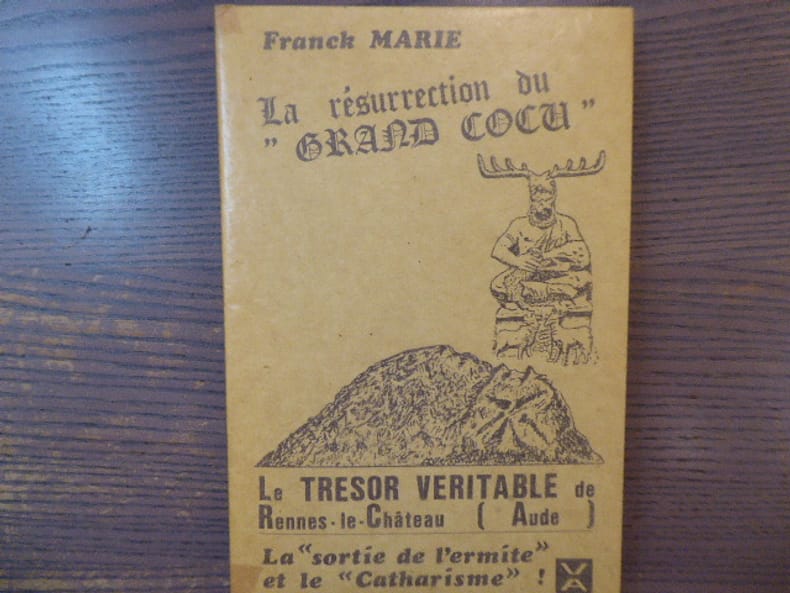 Franck MARIE
La résurrection du
" GRAND COCU "
Le TRESOR VERITABLE de
Rennes-le-Château ( Aude )
La "sortie de l'ermite"
et le "Catharisme" !